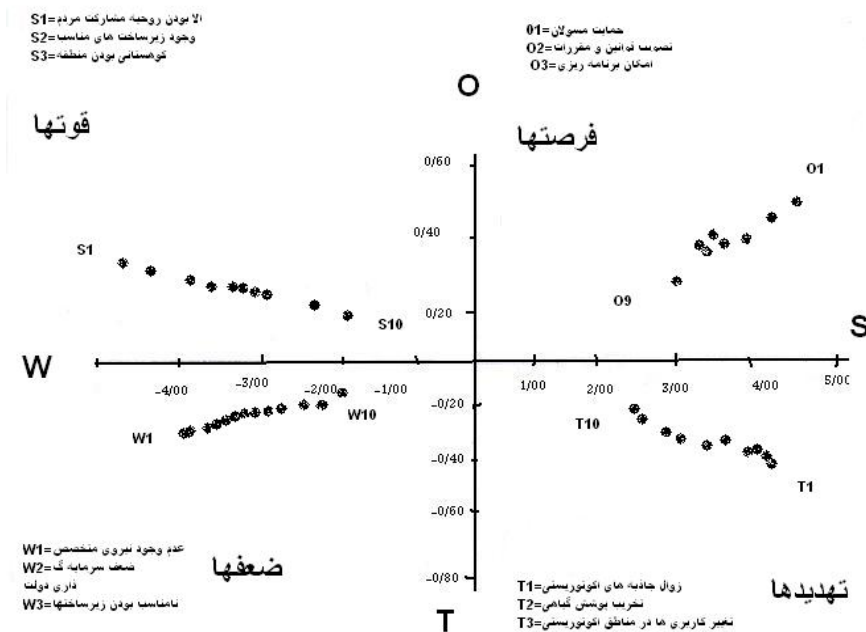 S1=الا بودن روحیه مشارکت مردم
S2=وجود زیرساخت های مناسب
S3=کوهستانی بودن منطقه
O1=حمایت مسولان
O2=تصویب قوانین و مقررات
O3=امکان برنامه ریزی
O
قوتها
فرصتها
0/60
O1
0/40
S1
0/20
S10
O9
S
W
-4/00
-3/00
-2/00
-1/00
1/00
2/00
3/00
4/00
5/00
W10
-0/20
T10
W1
-0/40
T1
-0/60
-0/80
ضعفها
تهدیدها
W1=عدم وجود نیروی متخصص
W2=ضعف سرمایه گ
ذاری دولت
W3=نامناسب بودن زیرساختها
T
T1=زوال جاذبه های اکوتوریستی
T2=تخریب پوشش گیاهی
T3=تغییر کاربری ها در مناطق اکوتوریستی